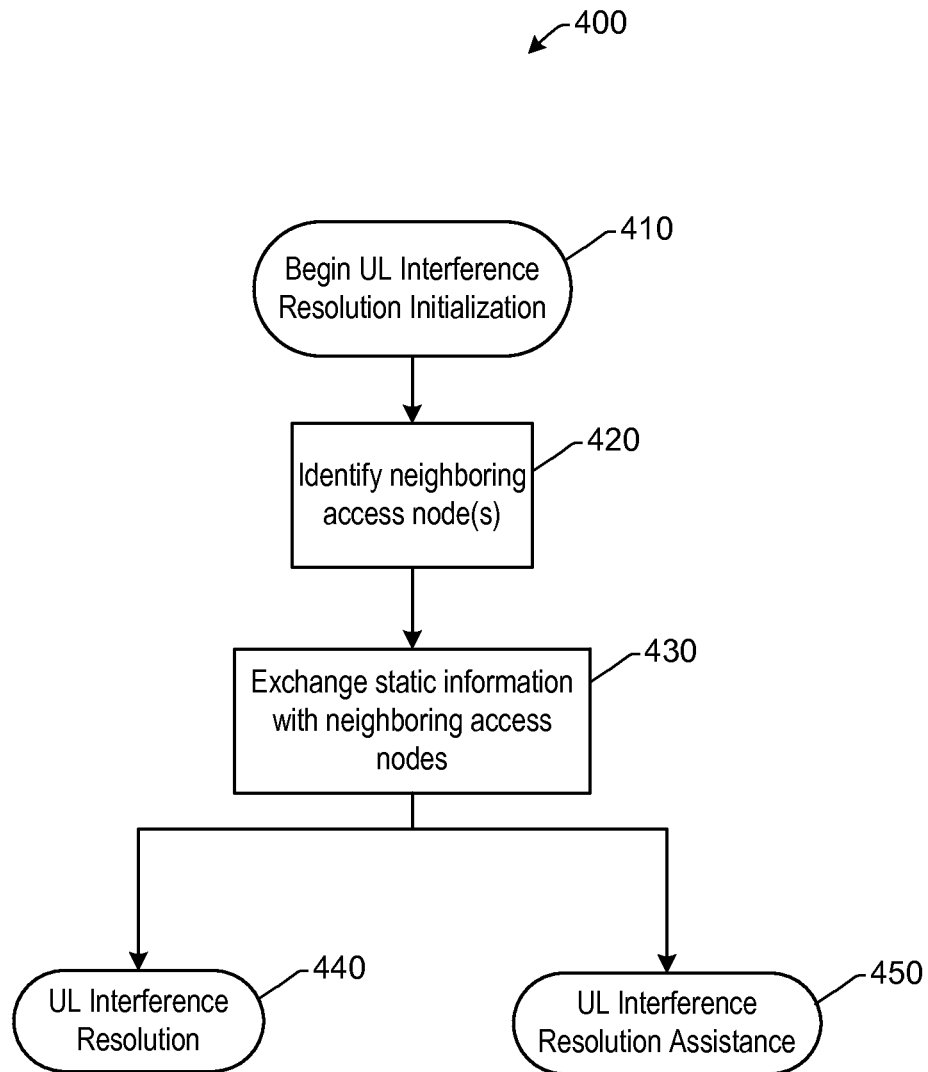 400
410
Begin UL Interference
Resolution Initialization
420
Identify neighboring
access node(s)
430
Exchange static information
with neighboring access
nodes
440
UL Interference
Resolution
450
UL Interference
Resolution Assistance